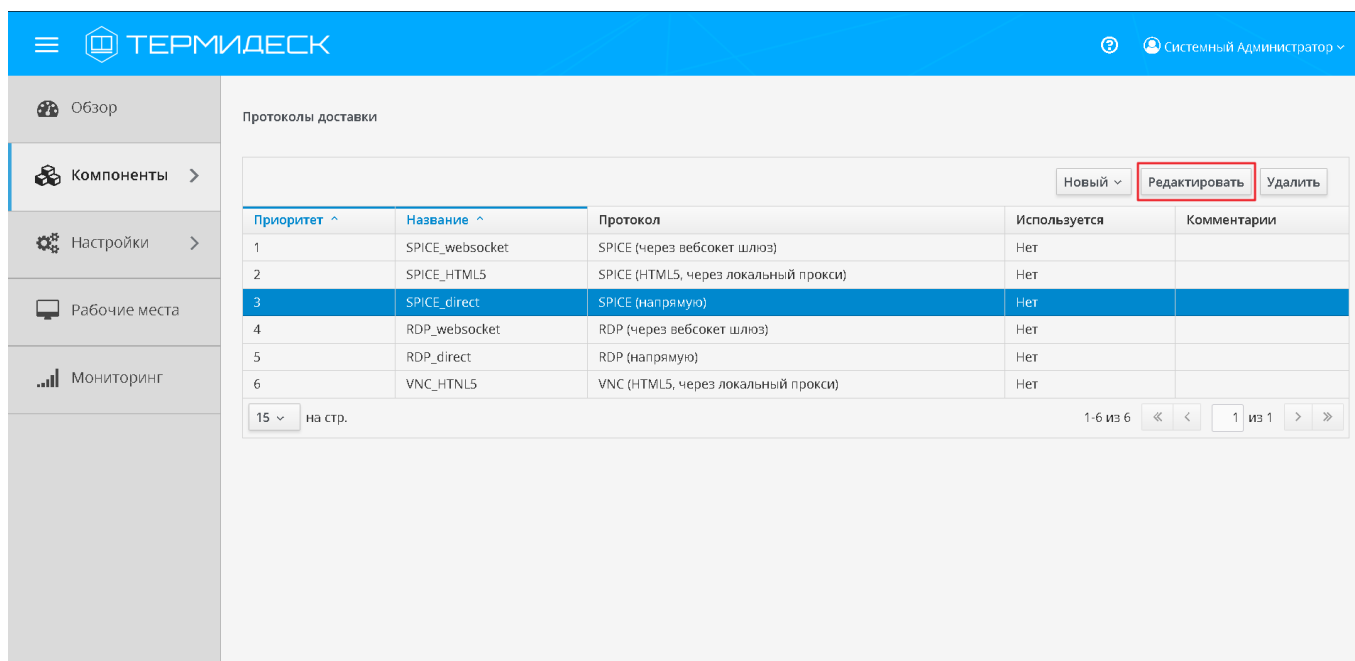 ТЕРМИДЕСК
Системный Администратор
Обзор
Компоненты
Настройки
Рабочие места
Мониторинг
Протоколы доставки
Новый Редактировать Удалить
Приоритет Название Протокол Используется Комментарии
1 SPICE_websocket SPICE (через вебсокет шлюз) Нет
2 SPICE_HTML5 SPICE (HTML5, через локальный прокси) Нет
3 SPICE_direct SPICE (напрямую) Нет
4 RDP_websocket RDP (через вебсокет шлюз) Нет
5 RDP_direct RDP (напрямую) Нет
6 VNC_HTNL5 VNC (HTML5, через локальный прокси) Нет
15 на стр. 1-6 из 6 1 из 1